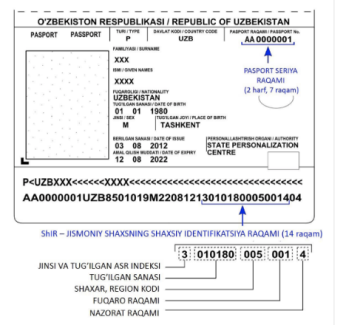 O'ZBEKISTON RESPUBLIKASI / REPUBLIC OF UZBEKISTAN
PASPORT PASSPORT
TURI / TYPE
P
DAVLAT KODI / COUNTRY CODE
UZB
PASPORT RAQAMI / PASSPORT No.
AA 0000001
FAMILIYASI / SURNAME
XXX
ISMI / GIVEN NAMES
XXXX
FUQAROLIGI / NATIONALITY
UZBEKISTAN
TUG'ILGAN SANASI / DATE OF BIRTH
01 01 1980
JINSI / SEX
M
TUG'ILGAN JOYI / PLACE OF BIRTH
TASHKENT
BERILGAN SANASI / DATE OF ISSUE
03 08 2012
AMAL QILISH MUDDATI / DATE OF EXPIRY
12 08 2022
PERSONALLASHTIRISH ORGANI / AUTHORITY
STATE PERSONALIZATION
CENTRE
PASPORT SERIYA
RAQAMI
(2 harf, 7 raqam)
P<UZBXXX<<<<<<XXXX<<<<<<<<<<<<<<<<<<<<<<<<<<
AA0000001UZB8501019M22081213010180005001404
ShIR – JISMONIY SHAXSNING SHAXSIY IDENTIFIKATSIYA RAQAMI (14 raqam)
3 010180 005 001 4
JINSI VA TUG'ILGAN ASR INDEKSI
TUG'ILGAN SANASI
SHAXAR, REGION KODI
FUQARO RAQAMI
NAZORAT RAQAMI